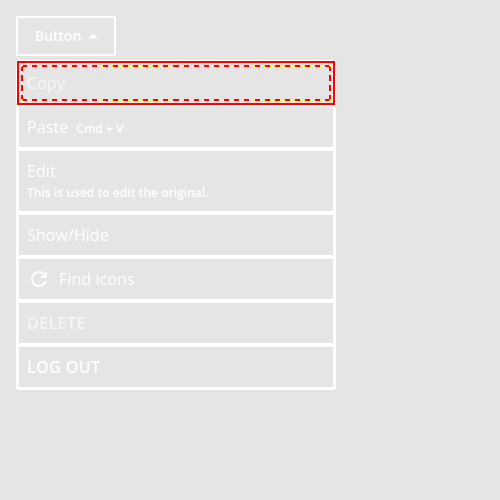 Button
Copy
Paste Cmd + V
Edit
This is used to edit the original.
Show/Hide
Find icons
DELETE
LOG OUT